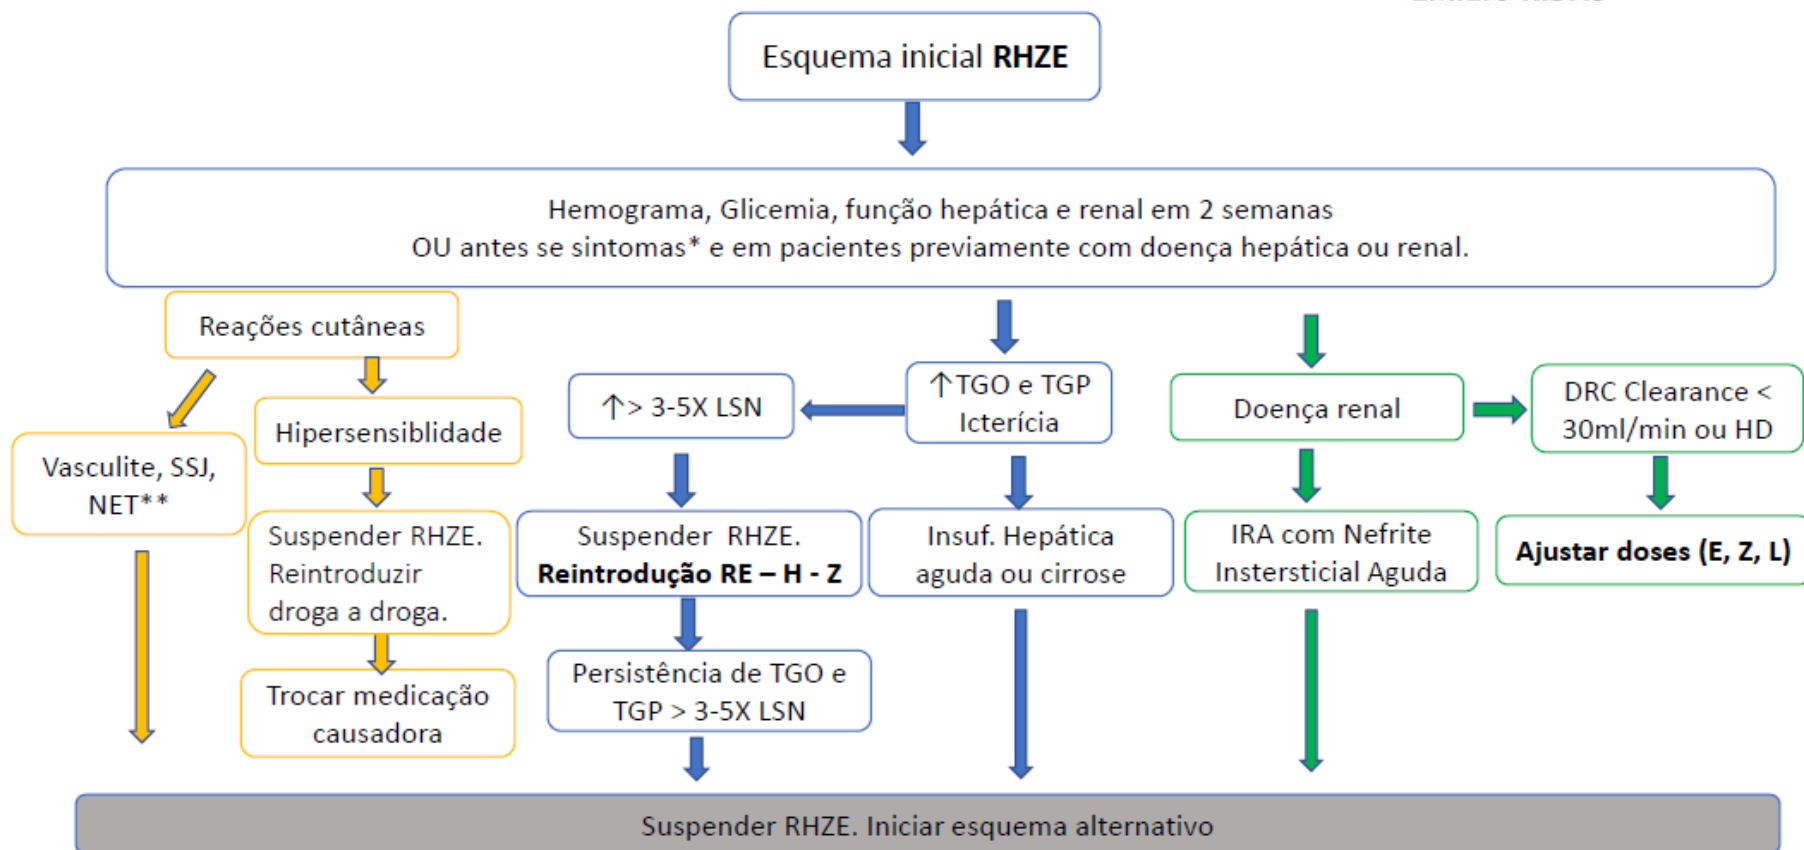 Esquema inicial RHZE
Hemograma, Glicemia, função hepática e renal em 2 semanas
OU antes se sintomas* e em pacientes previamente com doença hepática ou renal.
Reações cutâneas
Vasculite, SSJ,
NET**
Hipersensiblidade
Suspender RHZE.
Reintroduzir
droga a droga.
Trocar medicação
causadora
↑> 3-5X LSN
Suspender RHZE.
Reintrodução RE – H - Z
Persistência de TGO e
TGP > 3-5X LSN
↑TGO e TGP
Icterícia
Insuf. Hepática
aguda ou cirrose
Doença renal
IRA com Nefrite
Instersticial Aguda
DRC Clearance <
30ml/min ou HD
Ajustar doses (E, Z, L)
Suspender RHZE. Iniciar esquema alternativo